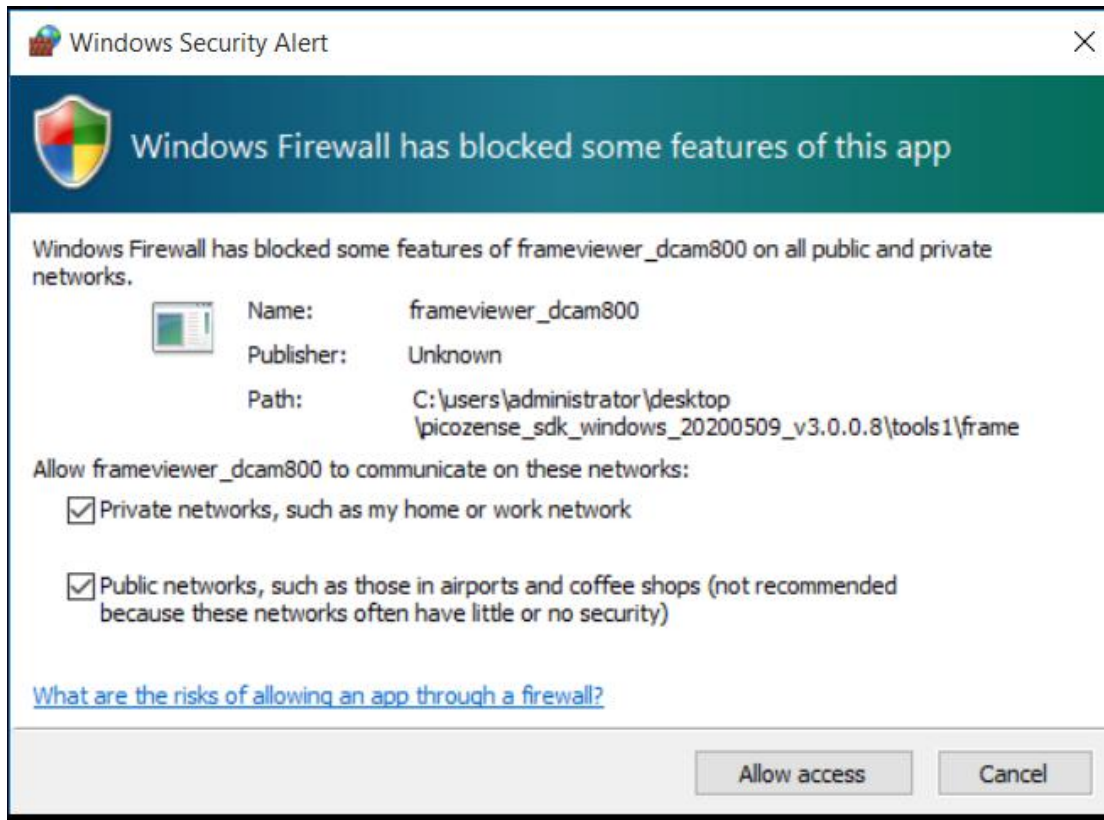 Windows Security Alert
Windows Firewall has blocked some features of this app
Windows Firewall has blocked some features of frameviewer_dcam800 on all public and private
networks.
Name: frameviewer_dcam800
Publisher: Unknown
Path: C:\users\administrator\desktop
\picozense_sdk_windows_20200509_v3.0.0.8\tools1\frame
Allow frameviewer_dcam800 to communicate on these networks:
Private networks, such as my home or work network
Public networks, such as those in airports and coffee shops (not recommended
because these networks often have little or no security)
What are the risks of allowing an app through a firewall?
Allow access Cancel